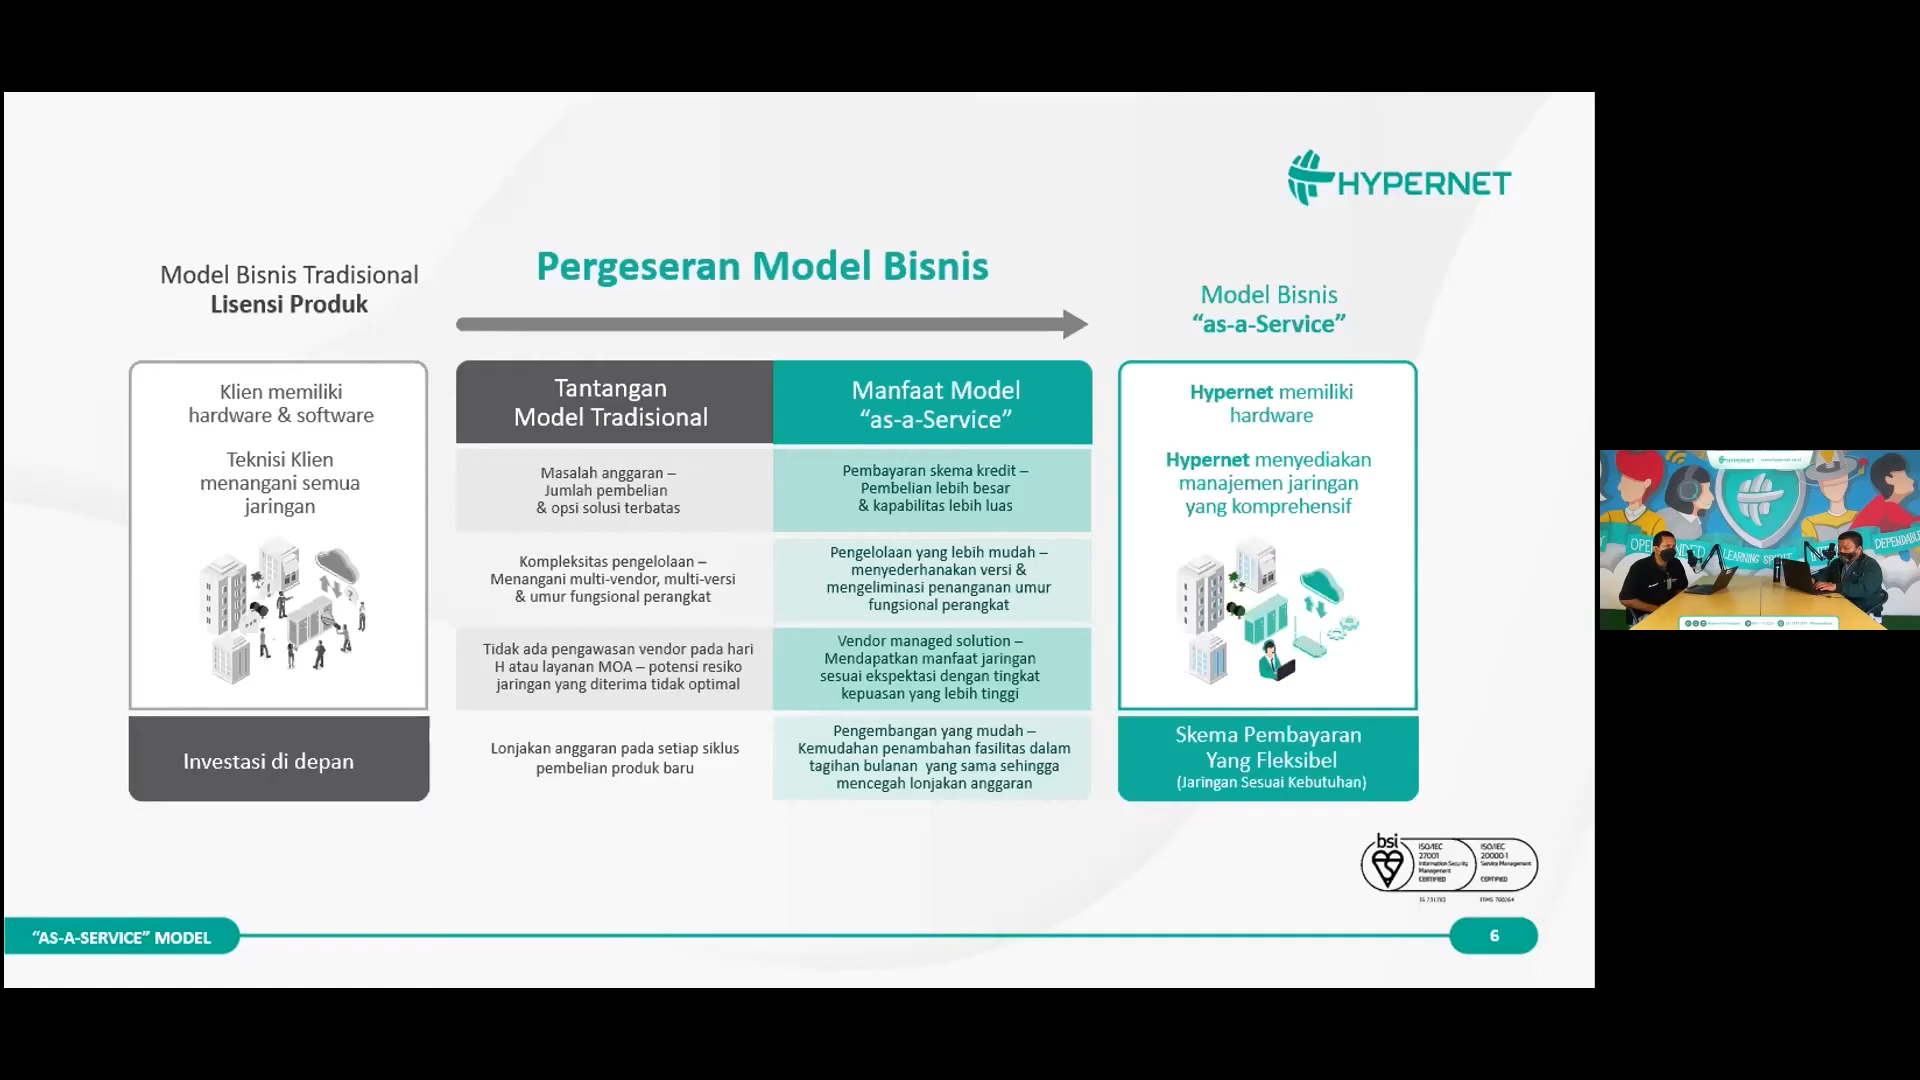 HYPERNET
Pergeseran Model Bisnis
Model Bisnis Tradisional
Lisensi Produk
Model Bisnis
“as-a-Service”
Klien memiliki
hardware & software
Teknisi Klien
menangani semua
jaringan
Investasi di depan
Tantangan
Model Tradisional
Manfaat Model
“as-a-Service”
Masalah anggaran –
Jumlah pembelian
& opsi solusi terbatas
Pembayaran skema kredit –
Pembelian lebih besar
& kapabilitas lebih luas
Kompleksitas pengelolaan –
Menangani multi-vendor, multi-versi
& umur fungsional perangkat
Pengelolaan yang lebih mudah –
menyederhanakan versi &
mengeliminasi penanganan umur
fungsional perangkat
Tidak ada pengawasan vendor pada hari
H atau layanan MOA – potensi resiko
jaringan yang diterima tidak optimal
Vendor managed solution –
Mendapatkan manfaat jaringan
sesuai ekspektasi dengan tingkat
kepuasan yang lebih tinggi
Lonjakan anggaran pada setiap siklus
pembelian produk baru
Pengembangan yang mudah –
Kemudahan penambahan fasilitas dalam
tagihan bulanan yang sama sehingga
mencegah lonjakan anggaran
Hypernet memiliki
hardware
Hypernet menyediakan
manajemen jaringan
yang komprehensif
Skema Pembayaran
Yang Fleksibel
(Jaringan Sesuai Kebutuhan)
bsi
ISO/IEC
27001
Information Security
Management
CERTIFIED
ISO/IEC
20000-1
Service Management
CERTIFIED
“AS-A-SERVICE” MODEL
6
HYPERNET
LEARNING SPIRIT
DEPENDABLE